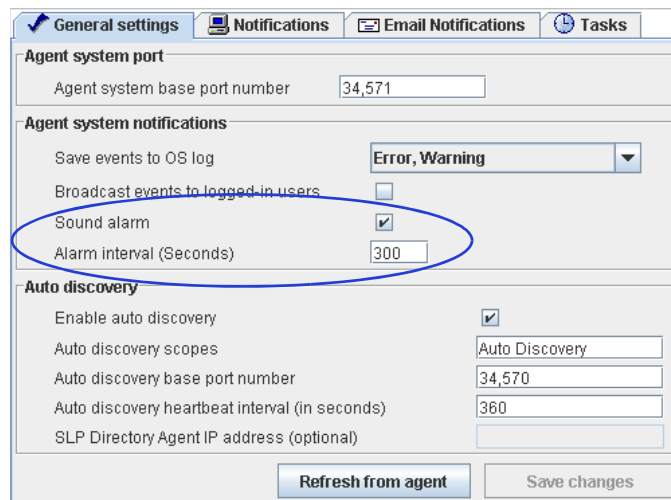 General settings Notifications Email Notifications Tasks
Agent system port
Agent system base port number 34,571
Agent system notifications
Save events to OS log Error, Warning
Broadcast events to logged-in users
Sound alarm
Alarm interval (Seconds) 300
Auto discovery
Enable auto discovery
Auto discovery scopes Auto Discovery
Auto discovery base port number 34,570
Auto discovery heartbeat interval (in seconds) 360
SLP Directory Agent IP address (optional)
Refresh from agent Save changes